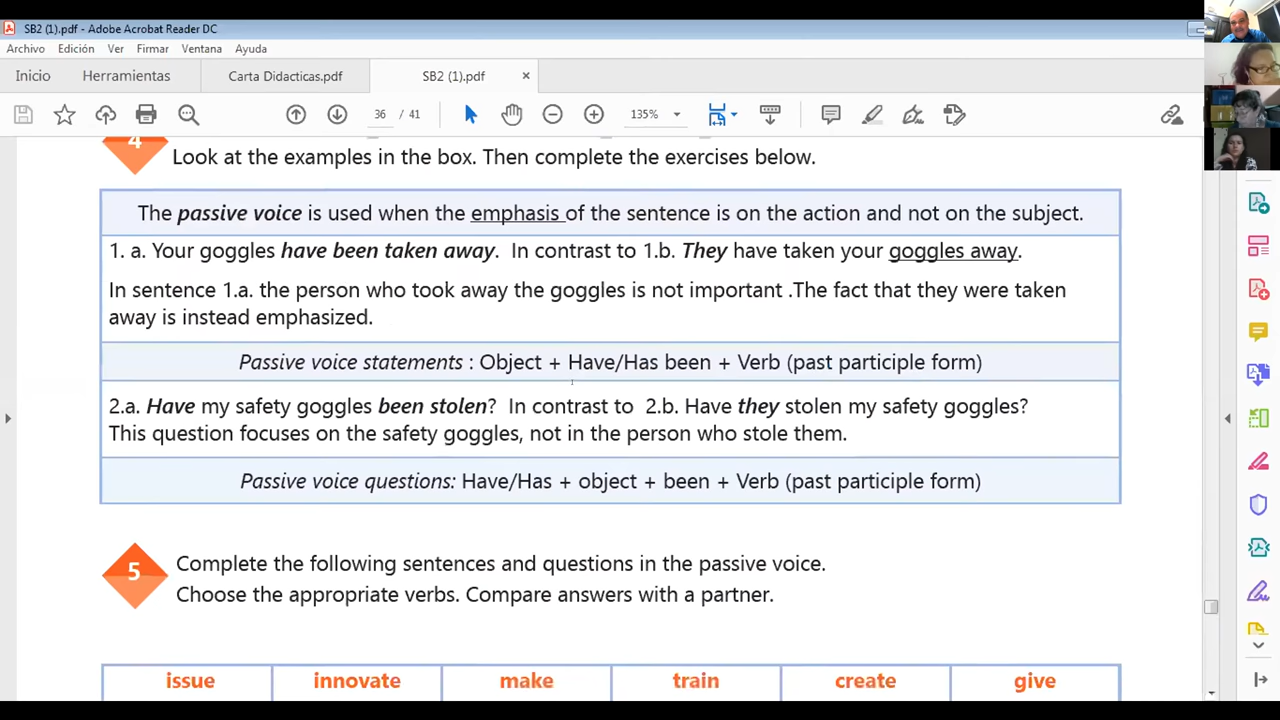 SB2 (1).pdf - Adobe Acrobat Reader DC
Archivo Edición Ver Firmar Ventana Ayuda
Inicio Herramientas Carta Didacticas.pdf SB2 (1).pdf ×
36 / 41 135%
4
Look at the examples in the box. Then complete the exercises below.
The passive voice is used when the emphasis of the sentence is on the action and not on the subject.
1. a. Your goggles have been taken away. In contrast to 1.b. They have taken your goggles away.
In sentence 1.a. the person who took away the goggles is not important .The fact that they were taken
away is instead emphasized.
Passive voice statements : Object + Have/Has been + Verb (past participle form)
2.a. Have my safety goggles been stolen? In contrast to 2.b. Have they stolen my safety goggles?
This question focuses on the safety goggles, not in the person who stole them.
Passive voice questions: Have/Has + object + been + Verb (past participle form)
5
Complete the following sentences and questions in the passive voice.
Choose the appropriate verbs. Compare answers with a partner.
issue innovate make train create give